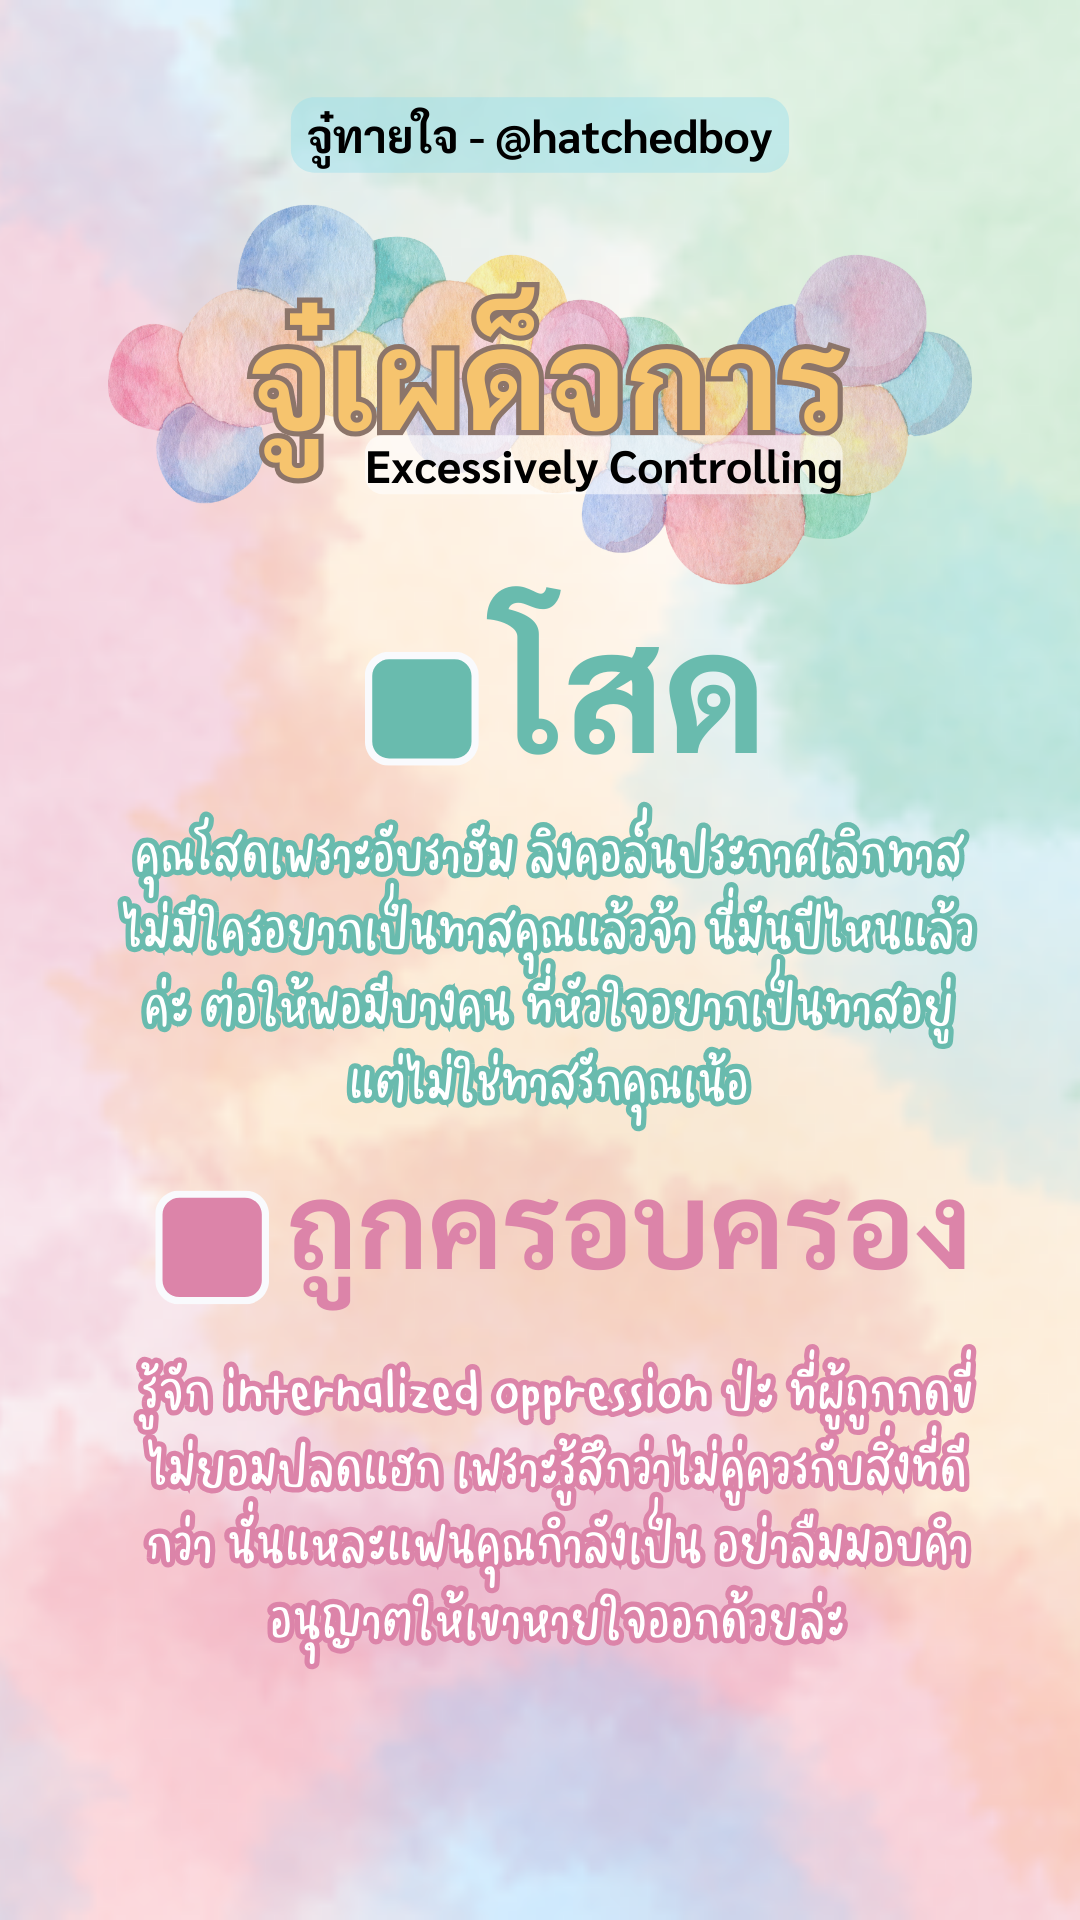 จู๋ทายใจ - @hatchedboy
จู๋เผด็จการ
Excessively Controlling
โสด
คุณโสดเพราะอับราฮัม ลิงคอล์นประกาศเลิกทาส
ไม่มีใครอยากเป็นทาสคุณแล้วจ้า นี่มันปีไหนแล้ว
ค่ะ ต่อให้พอมีบางคน ที่หัวใจอยากเป็นทาสอยู่
แต่ไม่ใช่ทาสรักคุณเน้อ
ถูกครอบครอง
รู้จัก internalized oppression ป่ะ ที่ผู้ถูกกดขี่
ไม่ยอมปลดแฮก เพราะรู้สึกว่าไม่คู่ควรกับสิ่งที่ดี
กว่า นั่นแหละแฟนคุณกำลังเป็น อย่าลืมมอบคำ
อนุญาตให้เขาหายใจออกด้วยล่ะ